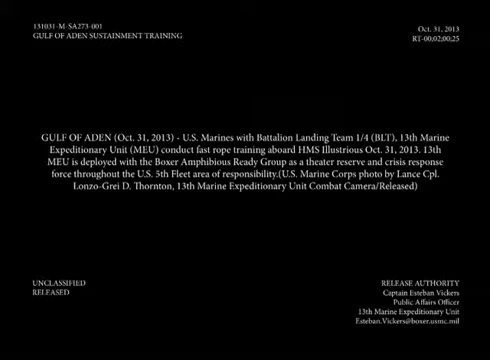 131031-M-SA273-001
GULF OF ADEN SUSTAINMENT TRAINING
Oct. 31, 2013
RT-00;02;00;25
GULF OF ADEN (Oct. 31, 2013) - U.S. Marines with Battalion Landing Team 1/4 (BLT), 13th Marine
Expeditionary Unit (MEU) conduct fast rope training aboard HMS Illustrious Oct. 31, 2013. 13th
MEU is deployed with the Boxer Amphibious Ready Group as a theater reserve and crisis response
force throughout the U.S. 5th Fleet area of responsibility.(U.S. Marine Corps photo by Lance Cpl.
Lonzo-Grei D. Thornton, 13th Marine Expeditionary Unit Combat Camera/Released)
UNCLASSIFIED
RELEASED
RELEASE AUTHORITY
Captain Esteban Vickers
Public Affairs Officer
13th Marine Expeditionary Unit
Esteban.Vickers@boxer.usmc.mil